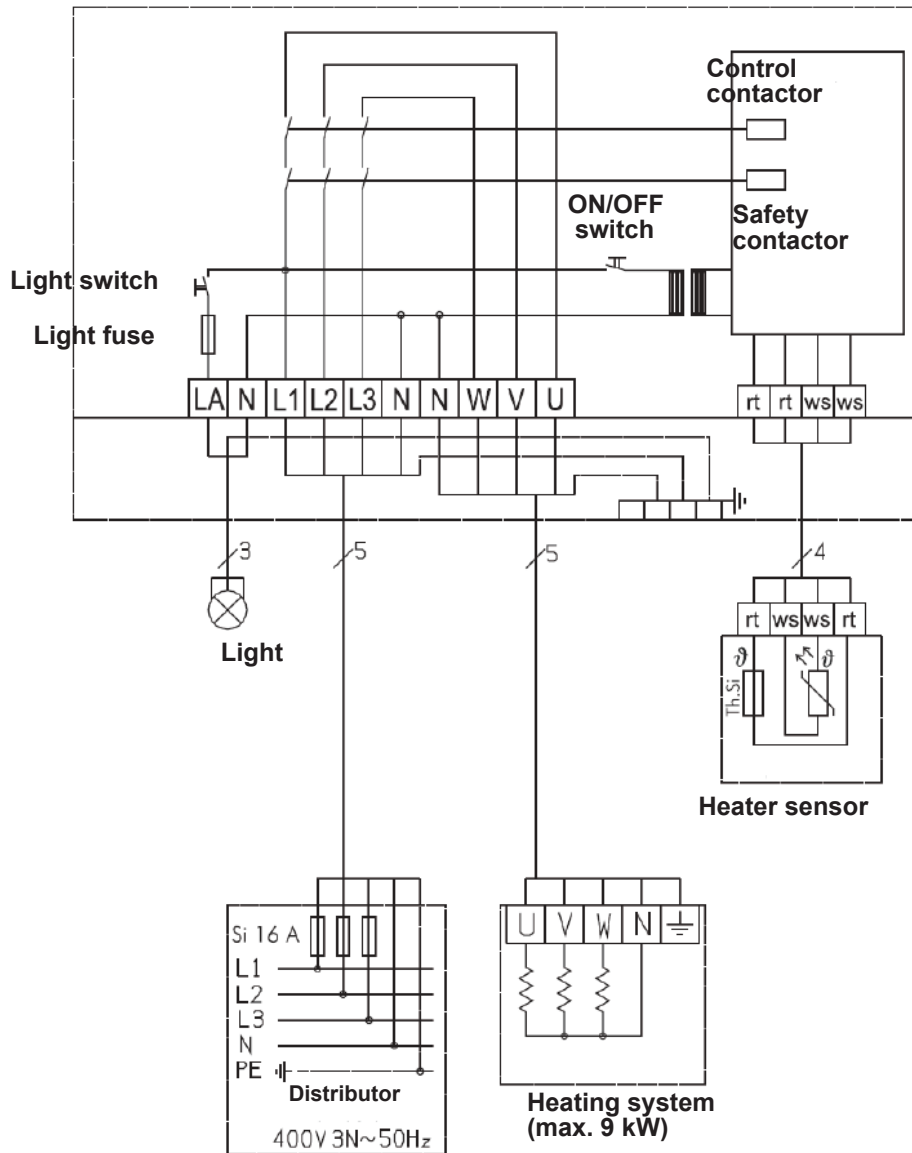 Control
contactor
ON/OFF
switch
Safety
contactor
Light switch
Light fuse
LA N L1 L2 L3 N N W V U
rt rt ws ws
3
5
5
4
Light
rt ws ws rt
ϑ
ϑ
Th.Si
Heater sensor
Si 16 A
L1
L2
L3
N
PE
Distributor
400V 3N~50Hz
U V W N
Heating system
(max. 9 kW)